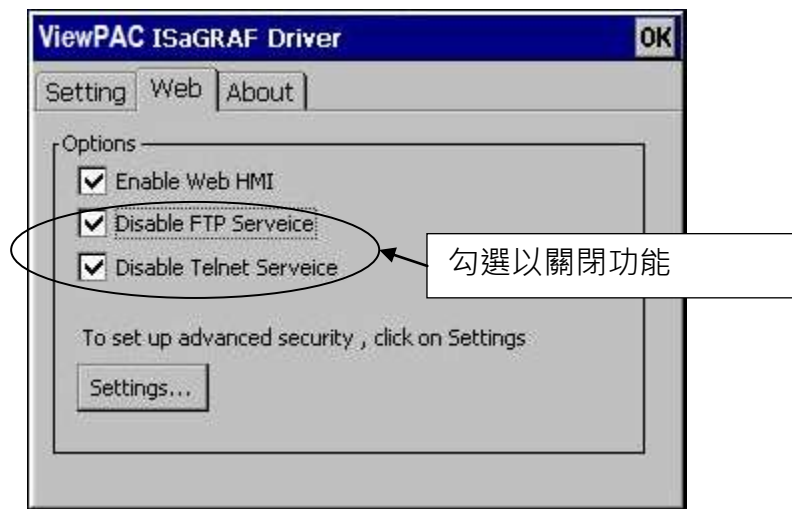 ViewPAC ISaGRAF Driver OK
Setting Web About
Options
Enable Web HMI
Disable FTP Serveice
Disable Telnet Serveice
勾選以關閉功能
To set up advanced security , click on Settings
Settings...